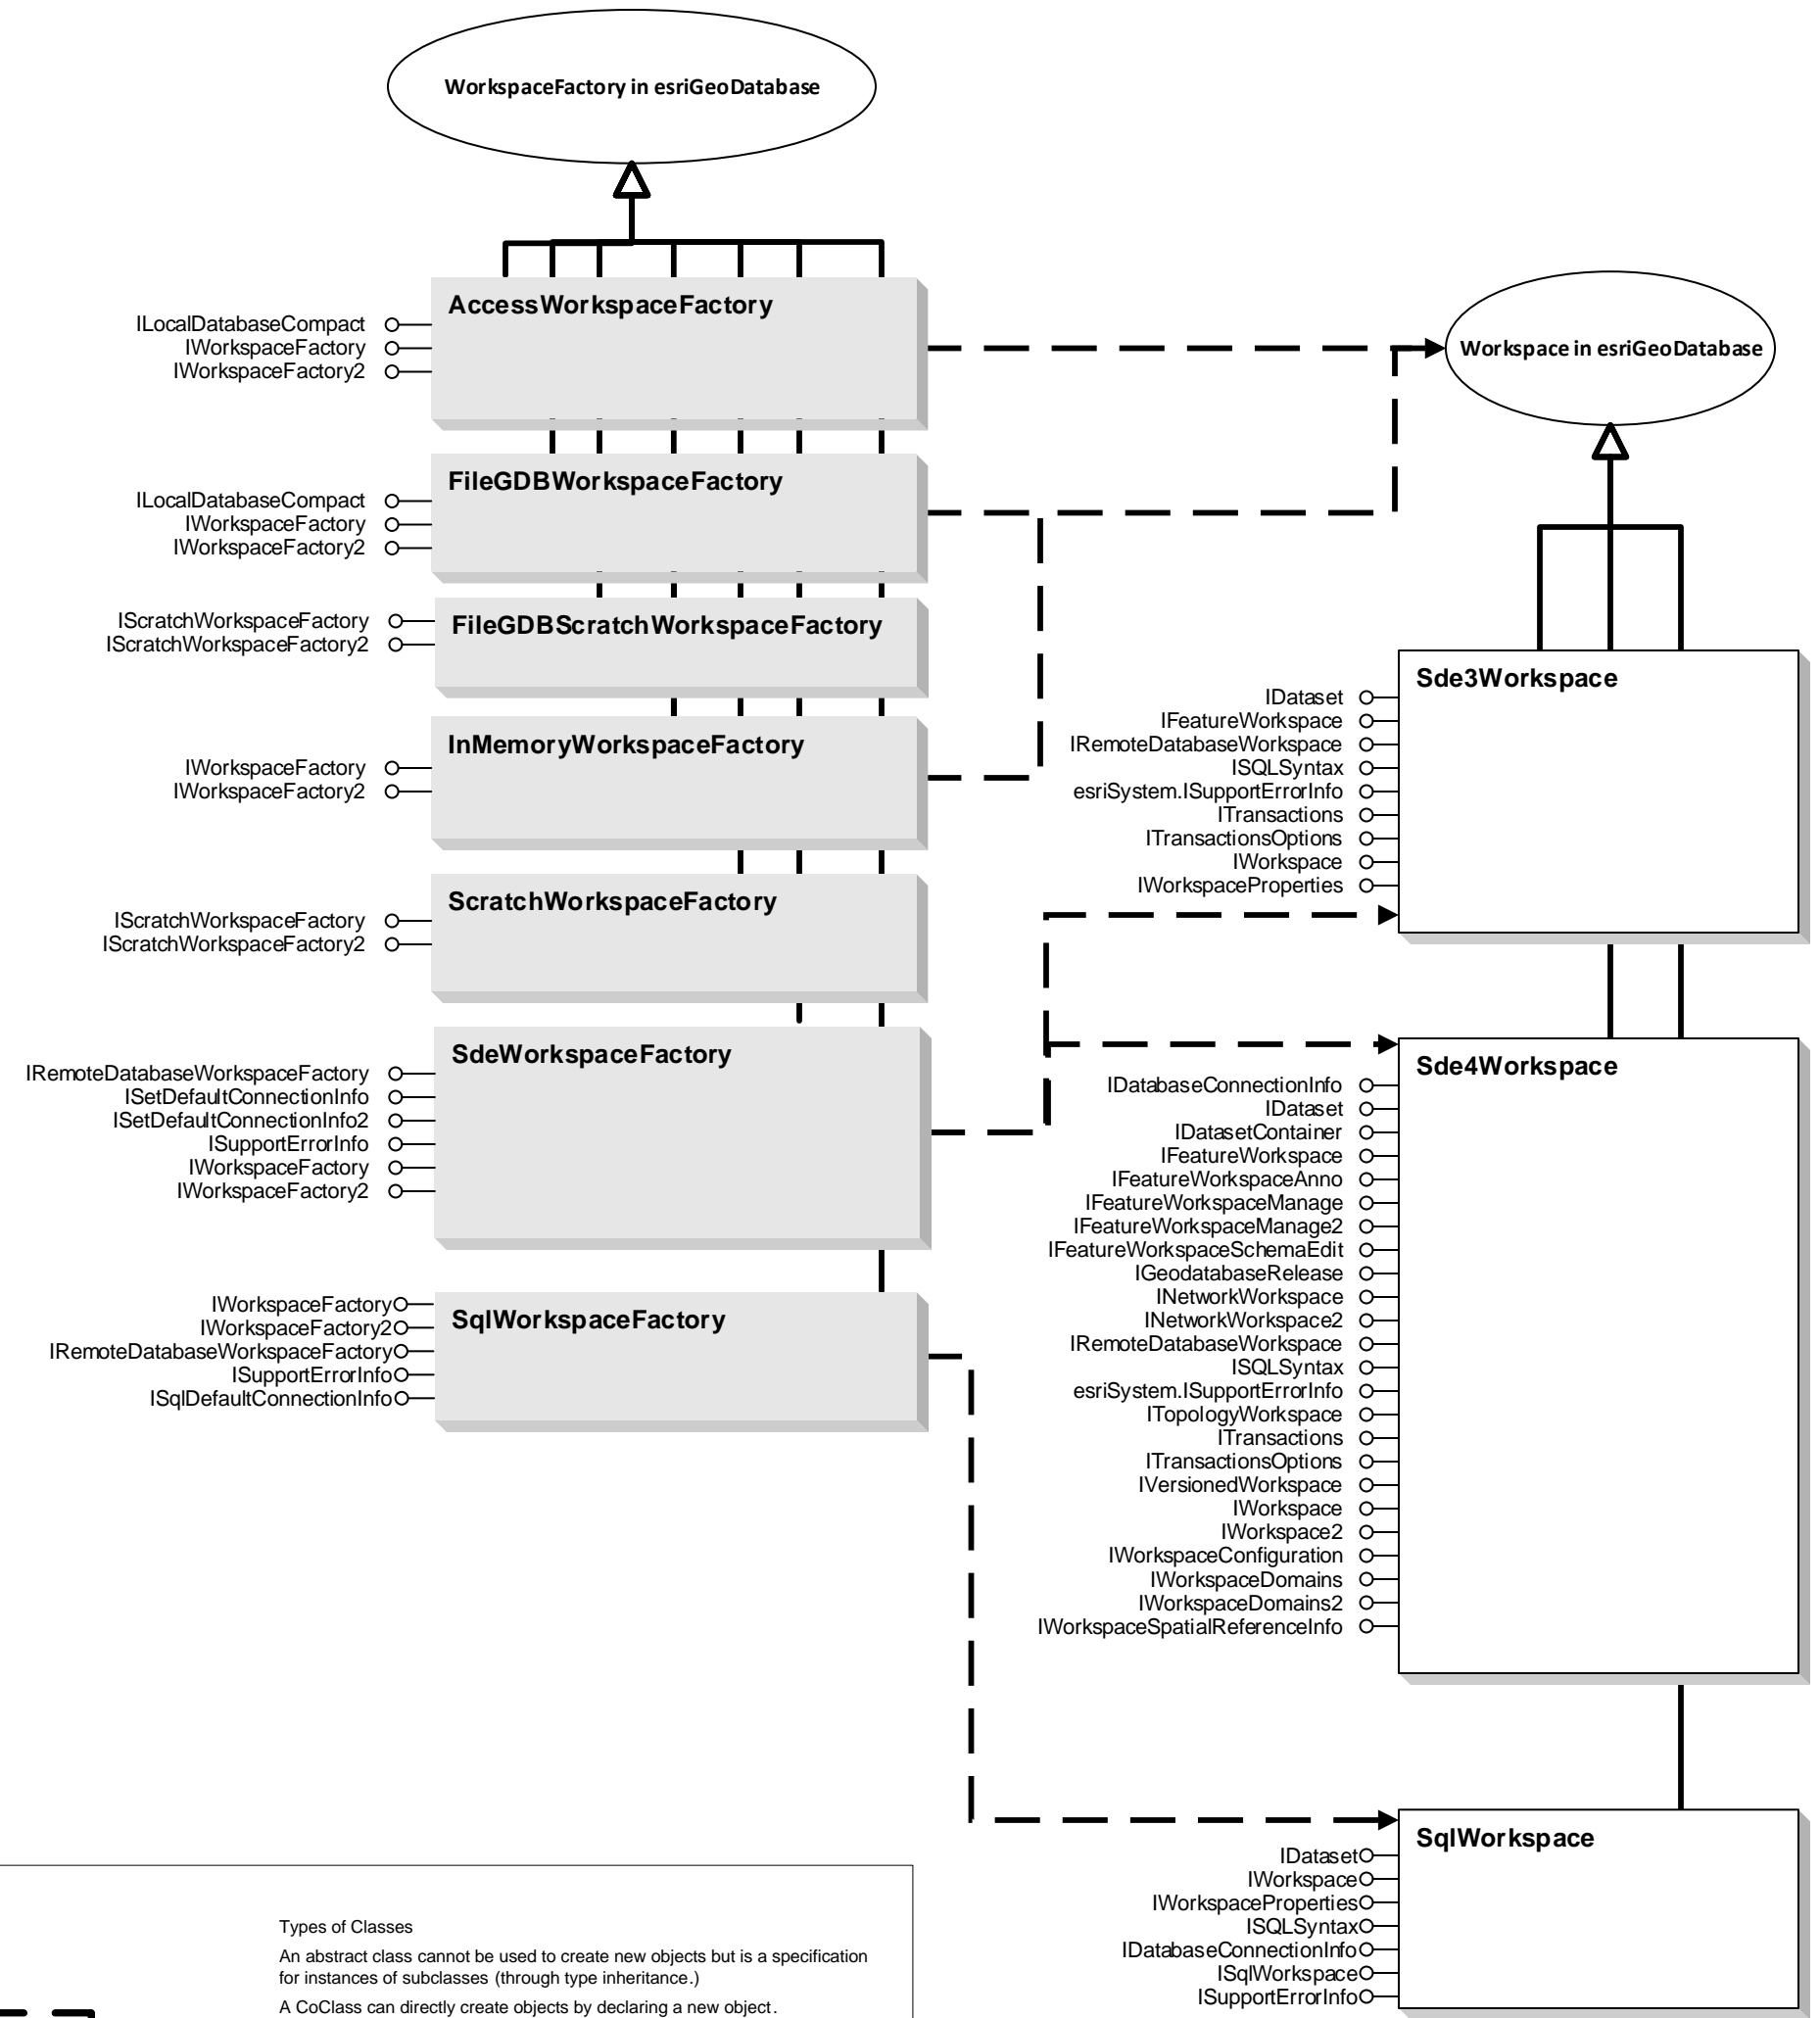 WorkspaceFactory in esriGeoDatabase
AccessWorkspaceFactory
ILocalDatabaseCompact
IWorkspaceFactory
IWorkspaceFactory2
Workspace in esriGeoDatabase
FileGDBWorkspaceFactory
ILocalDatabaseCompact
IWorkspaceFactory
IWorkspaceFactory2
FileGDBScratchWorkspaceFactory
IScratchWorkspaceFactory
IScratchWorkspaceFactory2
InMemoryWorkspaceFactory
IWorkspaceFactory
IWorkspaceFactory2
ScratchWorkspaceFactory
IScratchWorkspaceFactory
IScratchWorkspaceFactory2
SdeWorkspaceFactory
IRemoteDatabaseWorkspaceFactory
ISetDefaultConnectionInfo
ISetDefaultConnectionInfo2
ISupportErrorInfo
IWorkspaceFactory
IWorkspaceFactory2
SqlWorkspaceFactory
IWorkspaceFactory
IWorkspaceFactory2
IRemoteDatabaseWorkspaceFactory
ISupportErrorInfo
ISqlDefaultConnectionInfo
Sde3Workspace
IDataset
IFeatureWorkspace
IRemoteDatabaseWorkspace
ISQLSyntax
esriSystem.ISupportErrorInfo
ITransactions
ITransactionsOptions
IWorkspace
IWorkspaceProperties
Sde4Workspace
IDatabaseConnectionInfo
IDataset
IDatasetContainer
IFeatureWorkspace
IFeatureWorkspaceAnno
IFeatureWorkspaceManage
IFeatureWorkspaceManage2
IFeatureWorkspaceSchemaEdit
IGeodatabaseRelease
INetworkWorkspace
INetworkWorkspace2
IRemoteDatabaseWorkspace
ISQLSyntax
esriSystem.ISupportErrorInfo
ITopologyWorkspace
ITransactions
ITransactionsOptions
IVersionedWorkspace
IWorkspace
IWorkspace2
IWorkspaceConfiguration
IWorkspaceDomains
IWorkspaceDomains2
IWorkspaceSpatialReferenceInfo
SqlWorkspace
IDataset
IWorkspace
IWorkspaceProperties
ISQLSyntax
IDatabaseConnectionInfo
ISqlWorkspace
ISupportErrorInfo
Types of Classes
An abstract class cannot be used to create new objects but is a specification
for instances of subclasses (through type inheritance.)
A CoClass can directly create objects by declaring a new object.